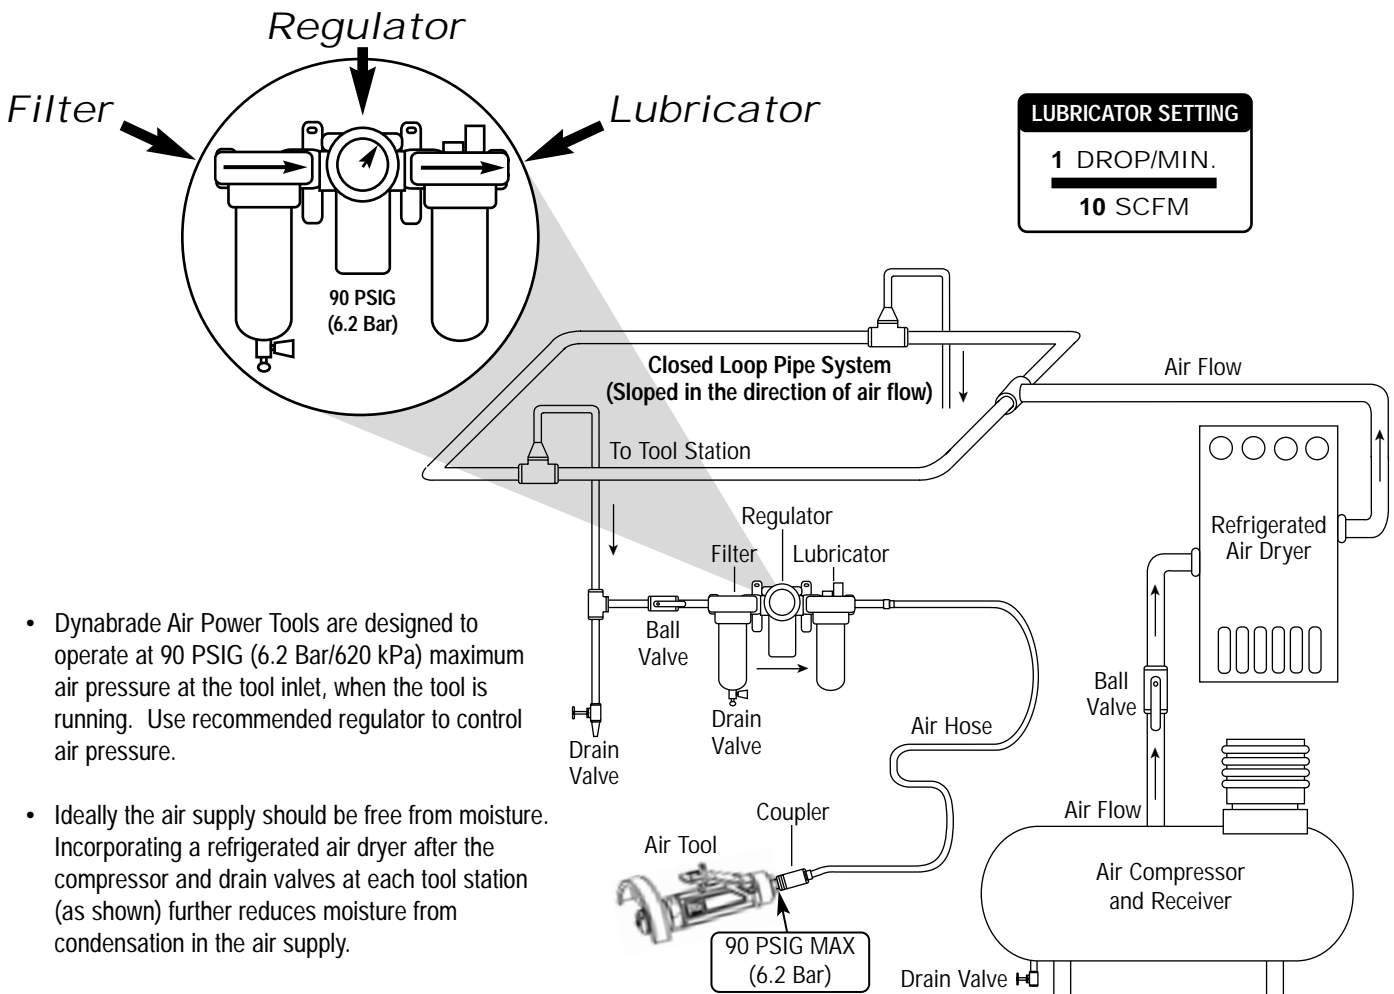 Regulator
Filter
Lubricator
90 PSIG
(6.2 Bar)
LUBRICATOR SETTING
1 DROP/MIN.
10 SCFM
Closed Loop Pipe System
(Sloped in the direction of air flow)
Air Flow
To Tool Station
Refrigerated
Air Dryer
Regulator
Filter
Lubricator
Ball
Valve
Drain
Valve
Drain
Valve
Air Hose
Ball
Valve
Air Flow
Coupler
Air Tool
90 PSIG MAX
(6.2 Bar)
Air Compressor
and Receiver
Drain Valve
• Dynabrade Air Power Tools are designed to
operate at 90 PSIG (6.2 Bar/620 kPa) maximum
air pressure at the tool inlet, when the tool is
running. Use recommended regulator to control
air pressure.
• Ideally the air supply should be free from moisture.
Incorporating a refrigerated air dryer after the
compressor and drain valves at each tool station
(as shown) further reduces moisture from
condensation in the air supply.